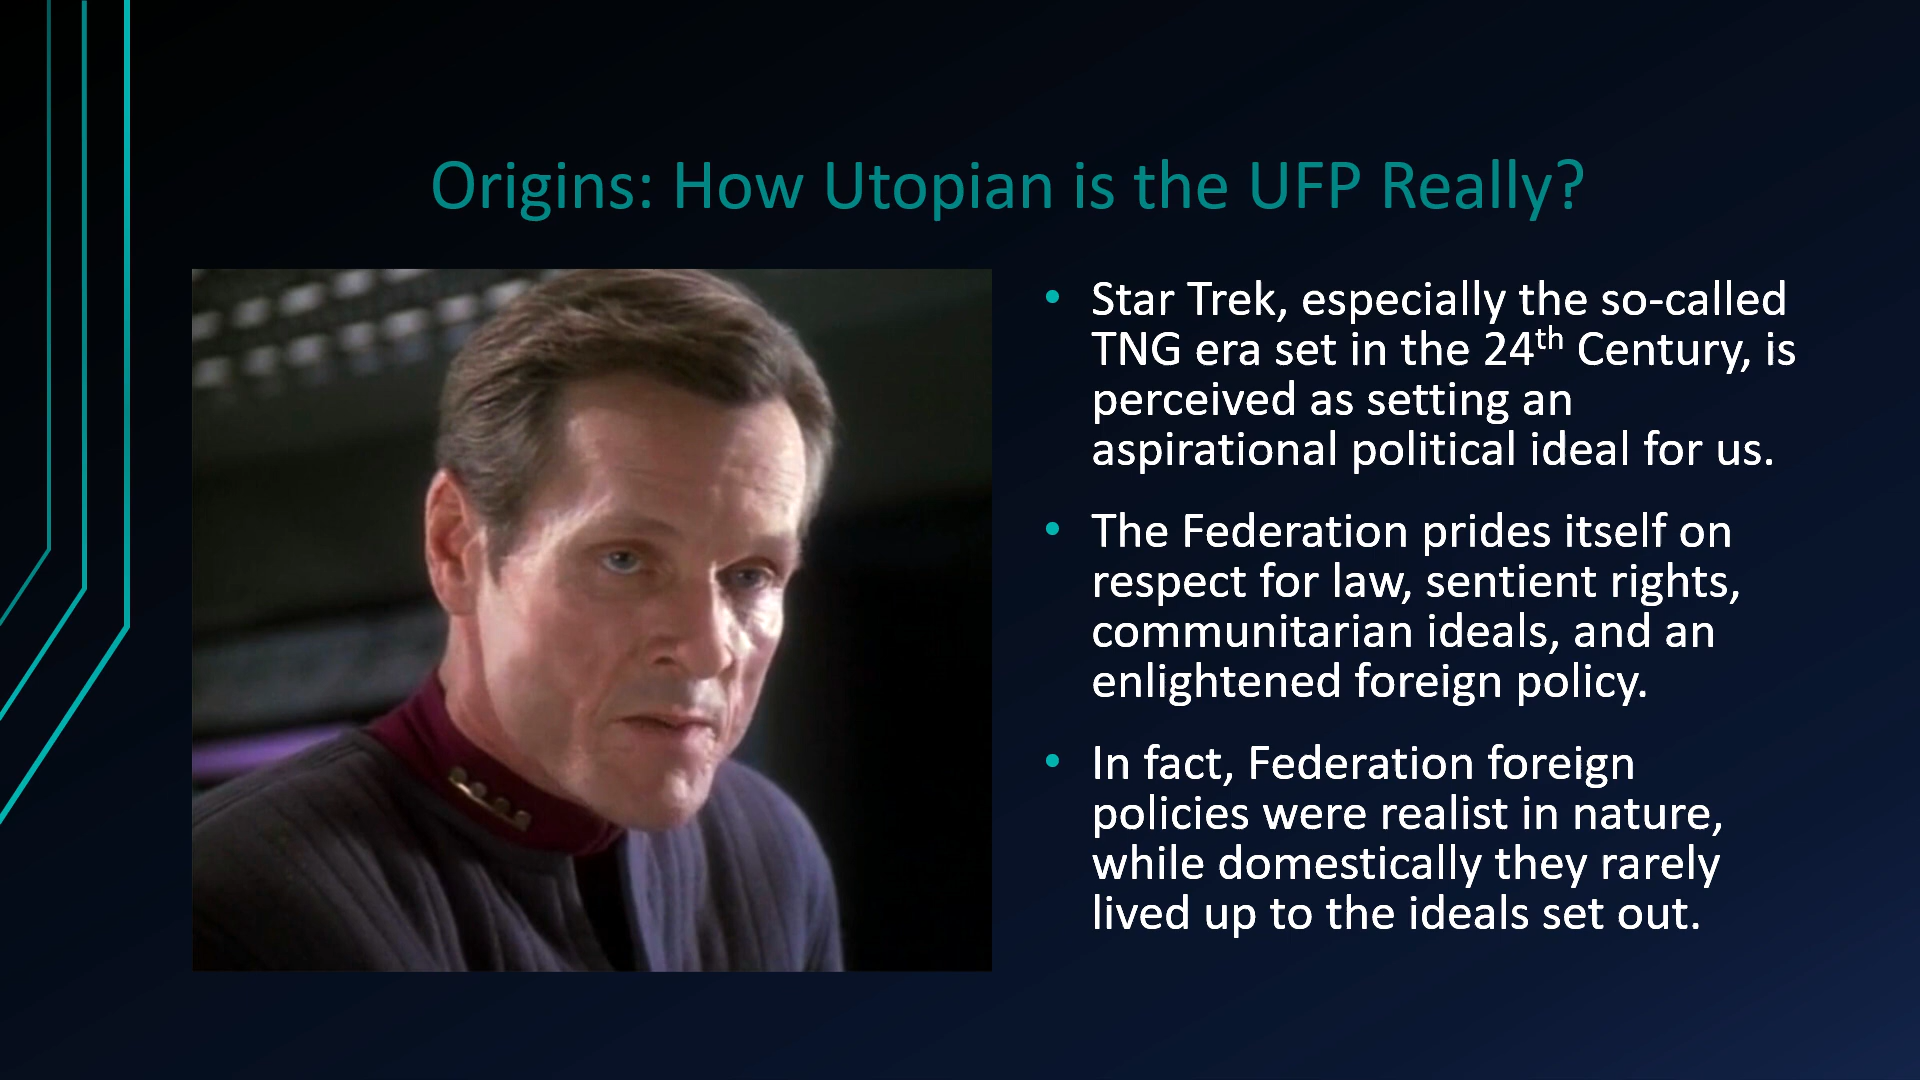 Origins: How Utopian is the UFP Really?
• Star Trek, especially the so-called
TNG era set in the 24th Century, is
perceived as setting an
aspirational political ideal for us.
• The Federation prides itself on
respect for law, sentient rights,
communitarian ideals, and an
enlightened foreign policy.
• In fact, Federation foreign
policies were realist in nature,
while domestically they rarely
lived up to the ideals set out.